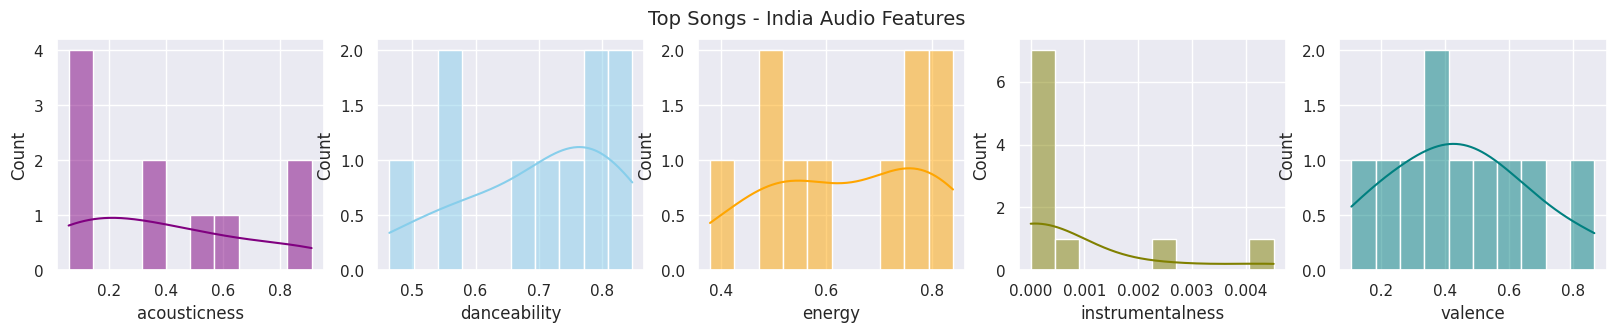 Top Songs - India Audio Features
Count
4
3
2
1
0
0.2 0.4 0.6 0.8
acousticness
Count
2.0
1.5
1.0
0.5
0.0
0.5 0.6 0.7 0.8
danceability
Count
2.0
1.5
1.0
0.5
0.0
0.4 0.6 0.8
energy
Count
6
4
2
0
0.000 0.001 0.002 0.003 0.004
instrumentalness
Count
2.0
1.5
1.0
0.5
0.0
0.2 0.4 0.6 0.8
valence